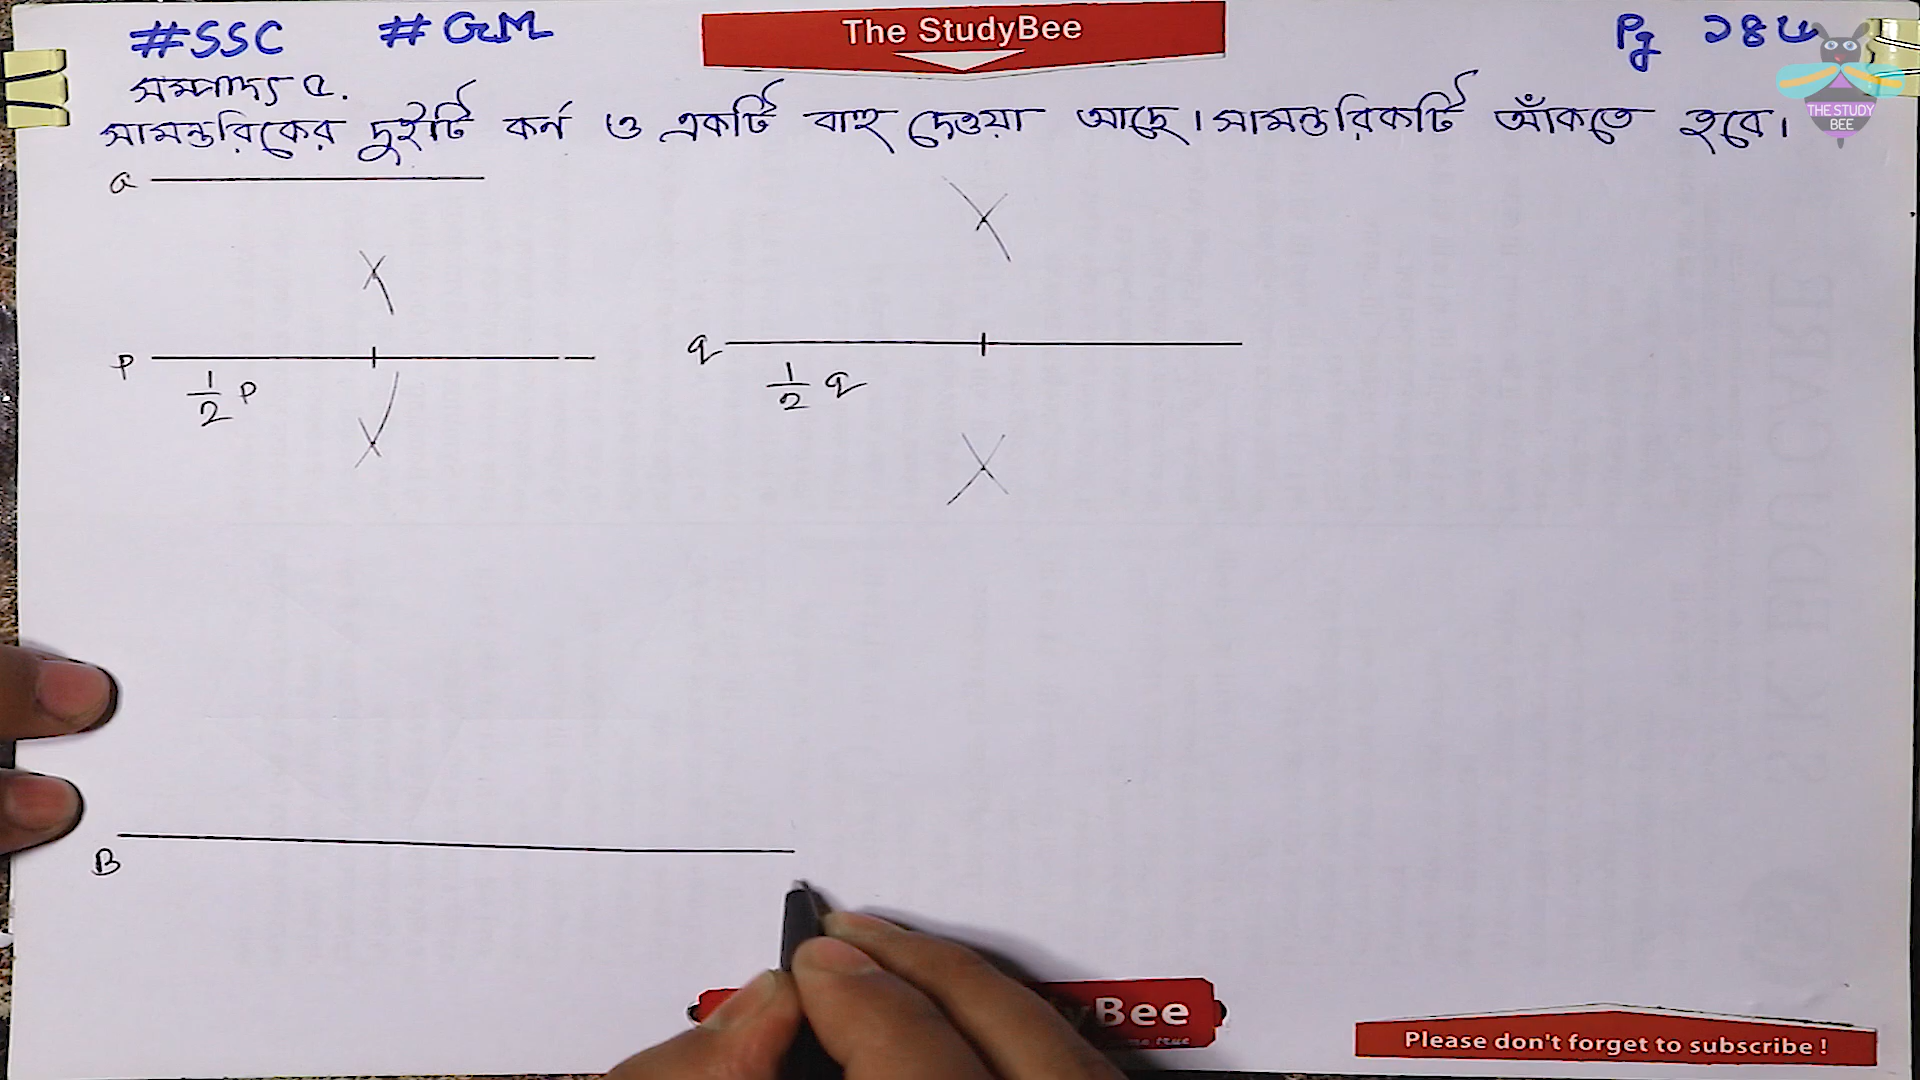 #SSC #GM The StudyBee Pg ১৪৬
THE STUDY
BEE
সম্পাদ্য ৫.
সামন্তরিকের দুইটি কর্ন ও একটি বাহু দেওয়া আছে। সামন্তরিকটি আঁকতে হবে।
a
P
1/2 P
q
1/2 q
B
Bee
Please don't forget to subscribe !